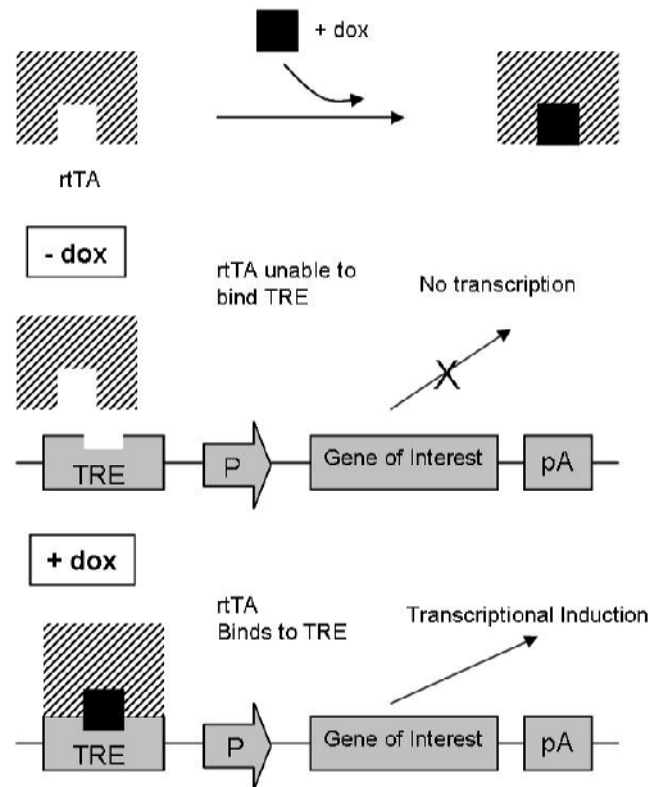 + dox
rtTA
- dox
rtTA unable to
bind TRE
No transcription
X
TRE
P
Gene of Interest
pA
+ dox
rtTA
Binds to TRE
Transcriptional Induction
TRE
P
Gene of Interest
pA